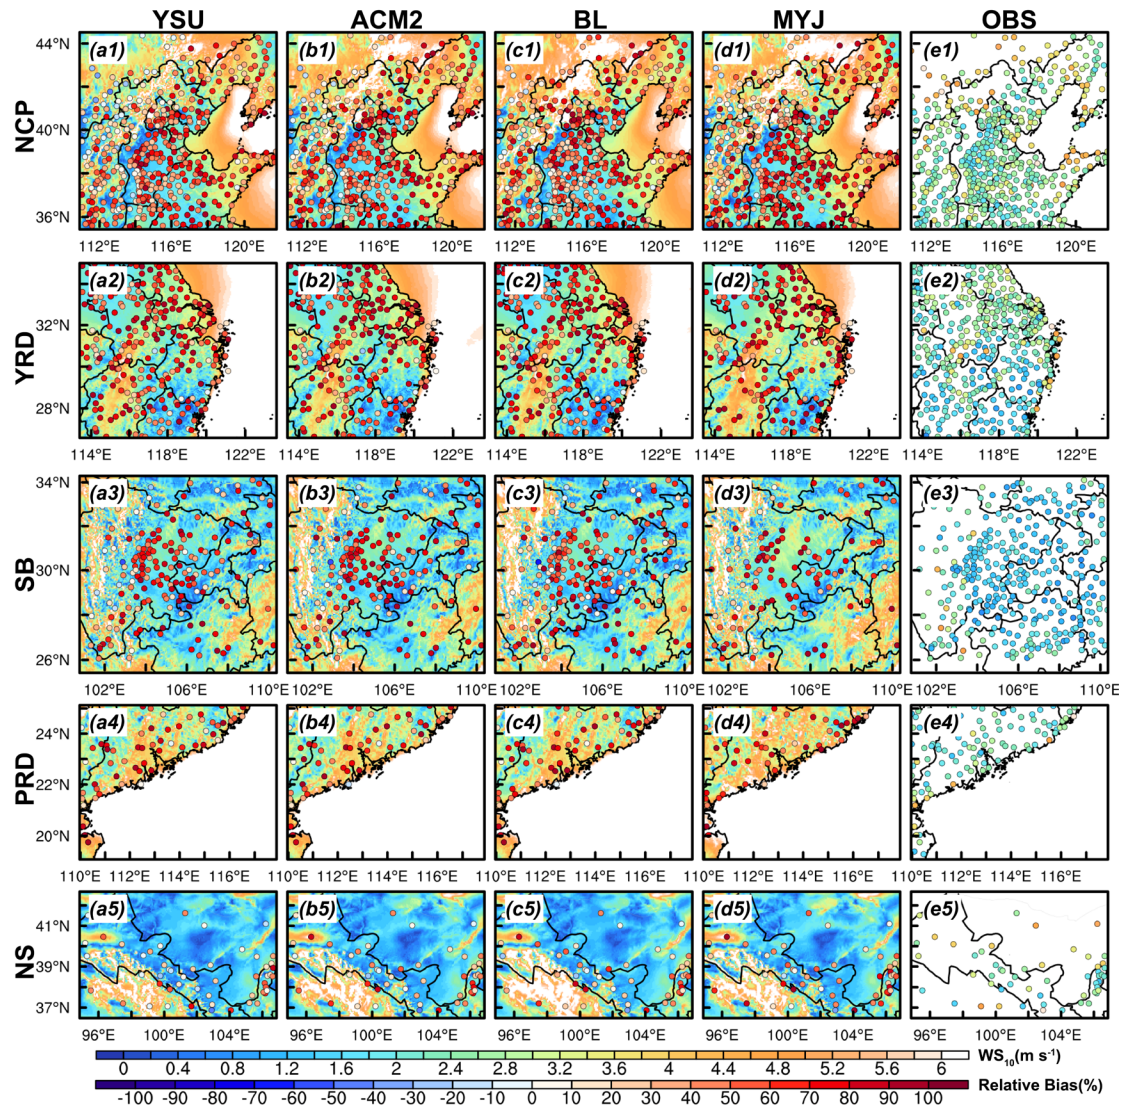 YSU ACM2 BL MYJ OBS
NCP
(a1) (b1) (c1) (d1) (e1)
44°N
40°N
36°N
112°E 116°E 120°E 112°E 116°E 120°E 112°E 116°E 120°E 112°E 116°E 120°E 112°E 116°E 120°E
YRD
(a2) (b2) (c2) (d2) (e2)
32°N
28°N
114°E 118°E 122°E 114°E 118°E 122°E 114°E 118°E 122°E 114°E 118°E 122°E 114°E 118°E 122°E
SB
(a3) (b3) (c3) (d3) (e3)
34°N
30°N
26°N
102°E 106°E 110°E 102°E 106°E 110°E 102°E 106°E 110°E 102°E 106°E 110°E 102°E 106°E 110°E
PRD
(a4) (b4) (c4) (d4) (e4)
24°N
22°N
20°N
110°E 112°E 114°E 116°E 118°E 110°E 112°E 114°E 116°E 118°E 110°E 112°E 114°E 116°E 118°E 110°E 112°E 114°E 116°E 118°E 110°E 112°E 114°E 116°E 118°E
NS
(a5) (b5) (c5) (d5) (e5)
41°N
39°N
37°N
96°E 100°E 104°E 96°E 100°E 104°E 96°E 100°E 104°E 96°E 100°E 104°E 96°E 100°E 104°E
0 0.4 0.8 1.2 1.6 2 2.4 2.8 3.2 3.6 4 4.4 4.8 5.2 5.6 6 WS10(m s-1)
-100 -90 -80 -70 -60 -50 -40 -30 -20 -10 0 10 20 30 40 50 60 70 80 90 100 Relative Bias(%)